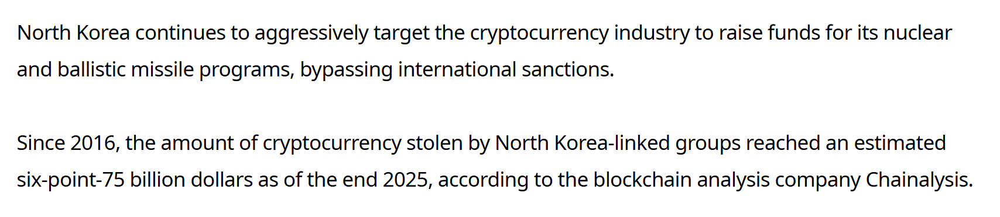 North Korea continues to aggressively target the cryptocurrency industry to raise funds for its nuclear
and ballistic missile programs, bypassing international sanctions.
Since 2016, the amount of cryptocurrency stolen by North Korea-linked groups reached an estimated
six-point-75 billion dollars as of the end 2025, according to the blockchain analysis company Chainalysis.